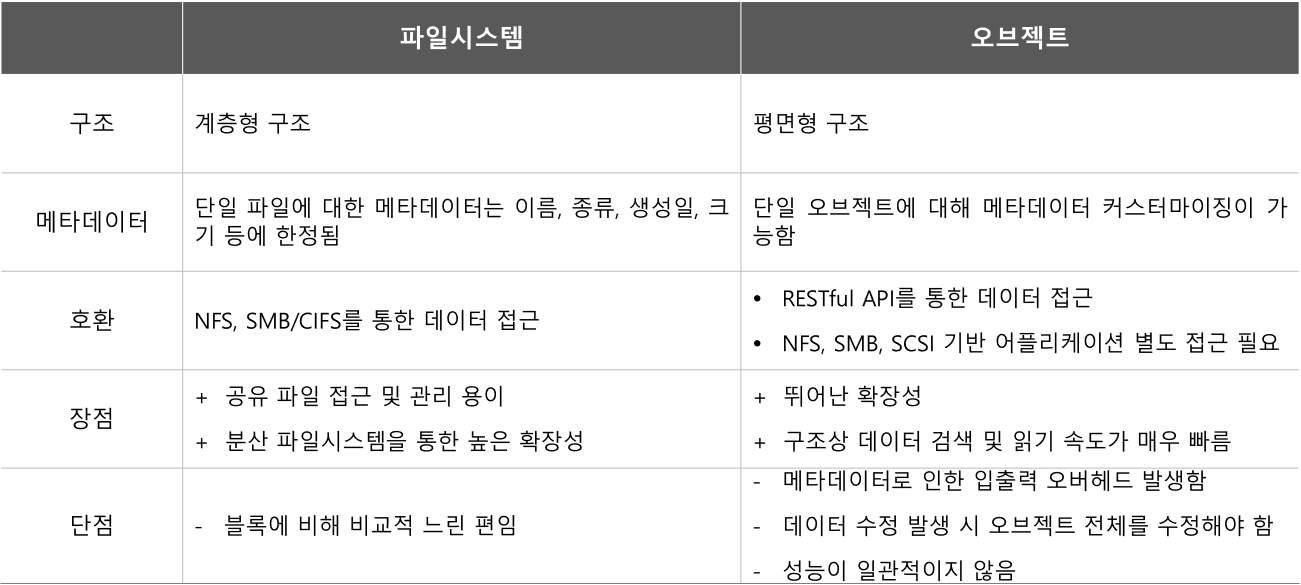 파일시스템
오브젝트
구조
계층형 구조
평면형 구조
메타데이터
단일 파일에 대한 메타데이터는 이름, 종류, 생성일, 크
기 등에 한정됨
단일 오브젝트에 대해 메타데이터 커스터마이징이 가
능함
호환
NFS, SMB/CIFS를 통한 데이터 접근
• RESTful API를 통한 데이터 접근
• NFS, SMB, SCSI 기반 어플리케이션 별도 접근 필요
장점
+ 공유 파일 접근 및 관리 용이
+ 분산 파일시스템을 통한 높은 확장성
+ 뛰어난 확장성
+ 구조상 데이터 검색 및 읽기 속도가 매우 빠름
단점
- 블록에 비해 비교적 느린 편임
- 메타데이터로 인한 입출력 오버헤드 발생함
- 데이터 수정 발생 시 오브젝트 전체를 수정해야 함
- 성능이 일관적이지 않음